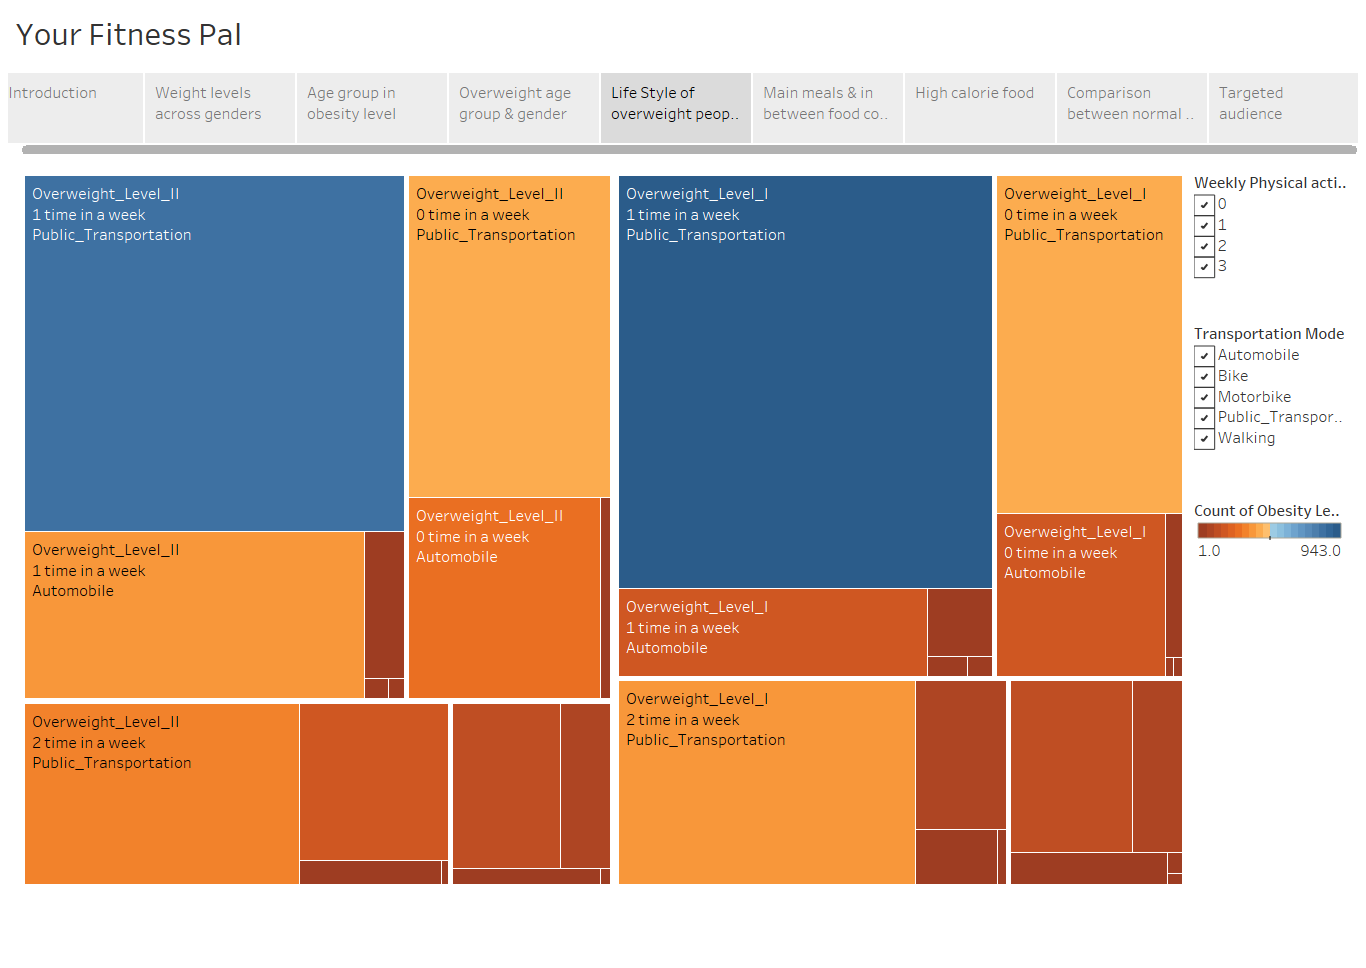 Your Fitness Pal
Introduction
Weight levels
across genders
Age group in
obesity level
Overweight age
group & gender
Life Style of
overweight peop..
Main meals & in
between food co..
High calorie food
Comparison
between normal ..
Targeted
audience
Overweight_Level_II
1 time in a week
Public_Transportation
Overweight_Level_II
0 time in a week
Public_Transportation
Overweight_Level_I
1 time in a week
Public_Transportation
Overweight_Level_I
0 time in a week
Public_Transportation
Overweight_Level_II
1 time in a week
Automobile
Overweight_Level_II
0 time in a week
Automobile
Overweight_Level_I
1 time in a week
Automobile
Overweight_Level_I
0 time in a week
Automobile
Overweight_Level_II
2 time in a week
Public_Transportation
Overweight_Level_I
2 time in a week
Public_Transportation
Weekly Physical acti..
0
1
2
3
Transportation Mode
Automobile
Bike
Motorbike
Public_Transpor..
Walking
Count of Obesity Le..
1.0 943.0